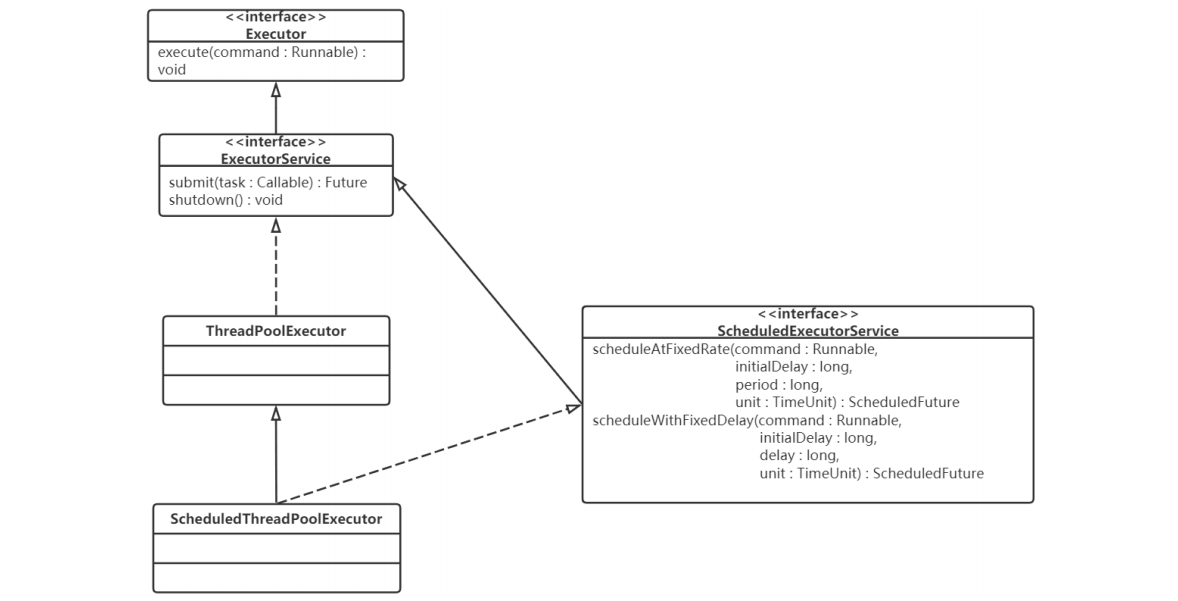 <<interface>>
Executor
execute(command : Runnable) :
void
<<interface>>
ExecutorService
submit(task : Callable) : Future
shutdown() : void
ThreadPoolExecutor
<<interface>>
ScheduledExecutorService
scheduleAtFixedRate(command : Runnable,
initialDelay : long,
period : long,
unit : TimeUnit) : ScheduledFuture
scheduleWithFixedDelay(command : Runnable,
initialDelay : long,
delay : long,
unit : TimeUnit) : ScheduledFuture
ScheduledThreadPoolExecutor